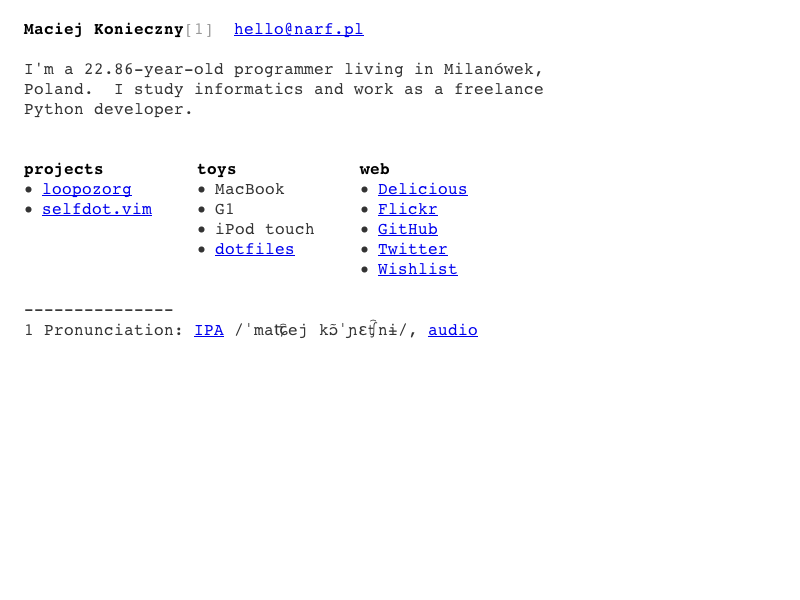 Maciej Konieczny[1] hello@narf.pl
I'm a 22.86-year-old programmer living in Milanówek,
Poland. I study informatics and work as a freelance
Python developer.
projects
• loopozorg
• selfdot.vim
toys
• MacBook
• G1
• iPod touch
• dotfiles
web
• Delicious
• Flickr
• GitHub
• Twitter
• Wishlist
---------------
1 Pronunciation: IPA /ˈmat͡ɕej kɔ̃ˈɲɛt͡ʃnɨ/, audio